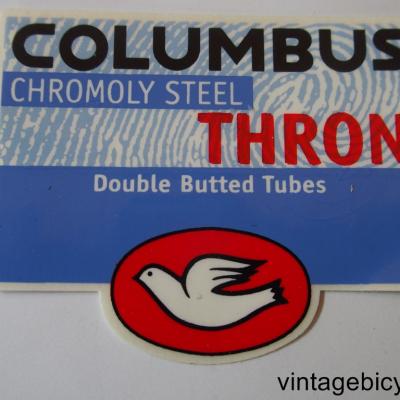 COLUMBUS
CHROMOLY STEEL
THRON
Double Butted Tubes
vintagebicy